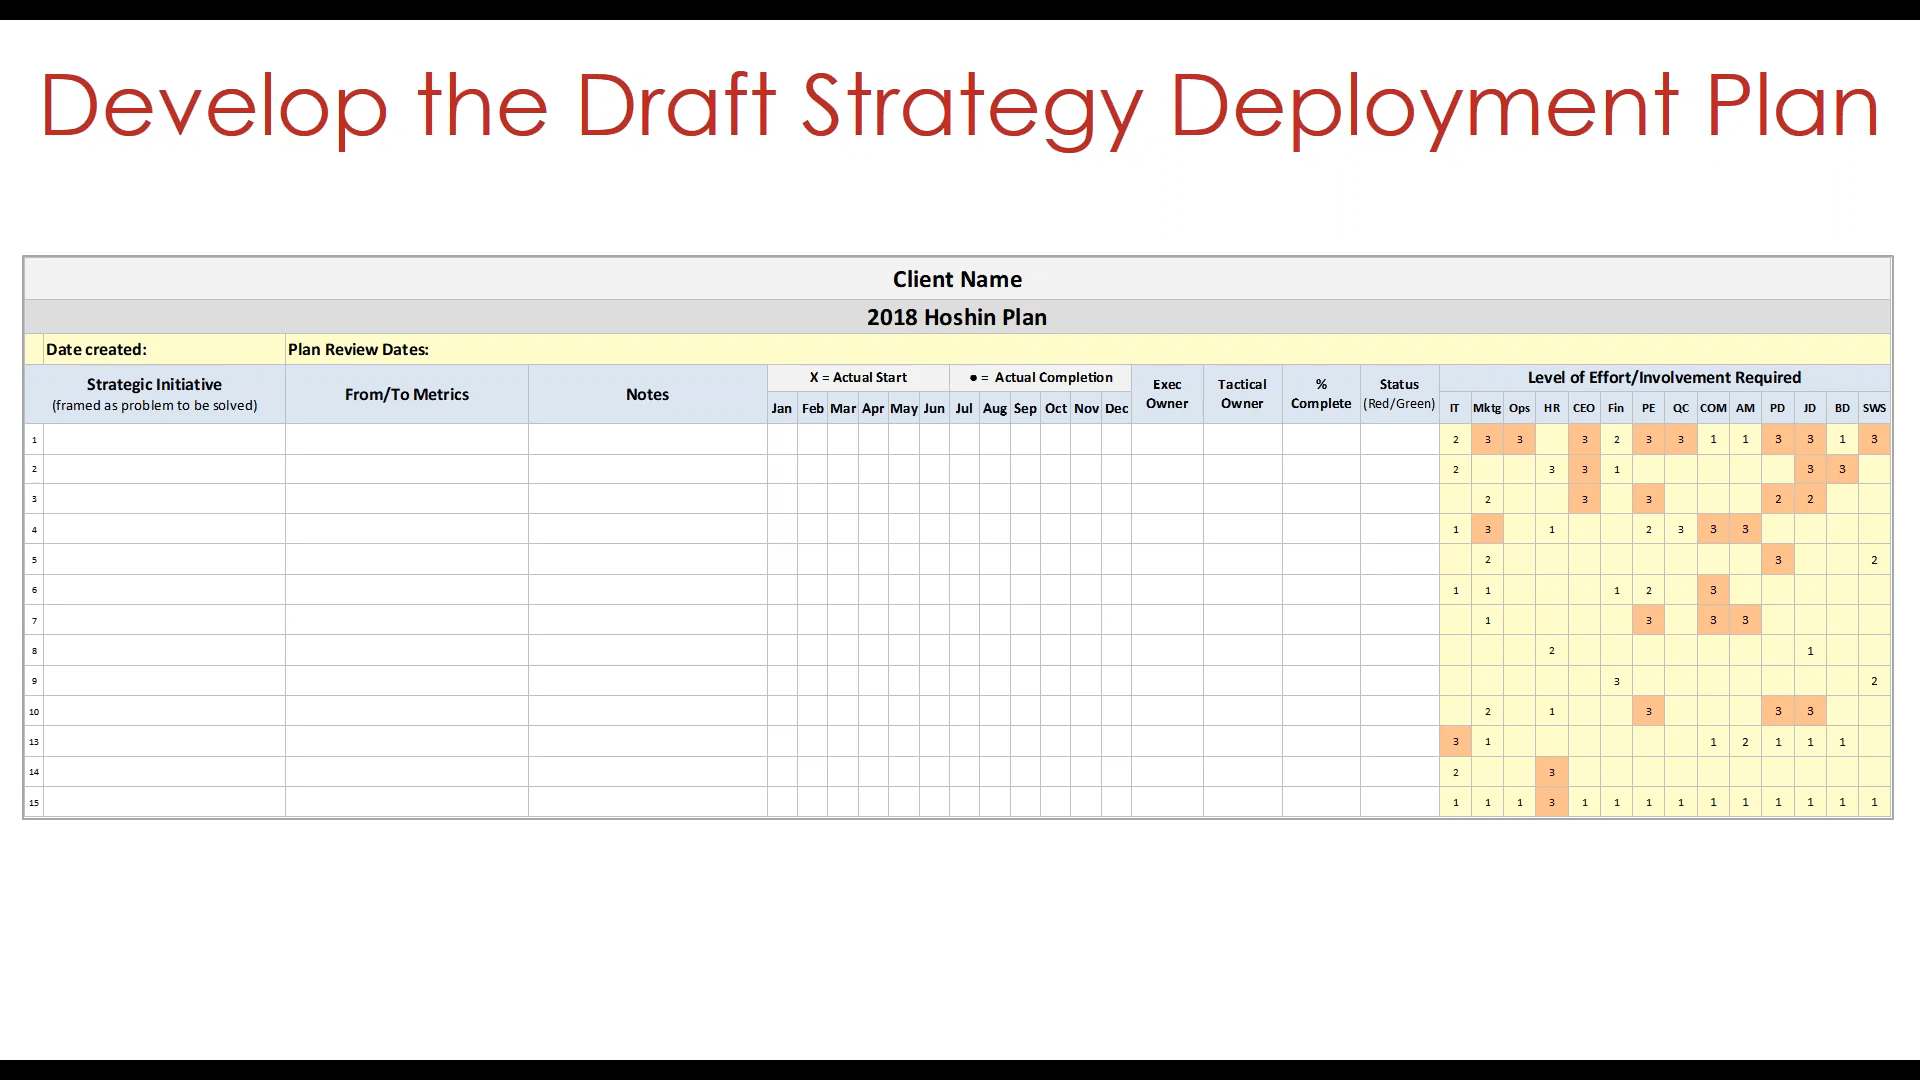 Develop the Draft Strategy Deployment Plan
Client Name
2018 Hoshin Plan
Date created: Plan Review Dates:
Strategic Initiative
(framed as problem to be solved)
From/To Metrics
Notes
X = Actual Start
● = Actual Completion
Jan Feb Mar Apr May Jun Jul Aug Sep Oct Nov Dec
Exec
Owner
Tactical
Owner
%
Complete
Status
(Red/Green)
Level of Effort/Involvement Required
IT Mktg Ops HR CEO Fin PE QC COM AM PD JD BD SWS
1 2 3 3 3 2 3 3 1 1 3 3 1 3
2 2 3 3 1 3 3
3 2 3 3 2 2
4 1 3 1 2 3 3 3
5 2 3 2
6 1 1 1 2 3
7 1 3 3 3
8 2 1
9 3 2
10 2 1 3 3 3
13 3 1 1 2 1 1 1
14 2 3
15 1 1 1 3 1 1 1 1 1 1 1 1 1 1